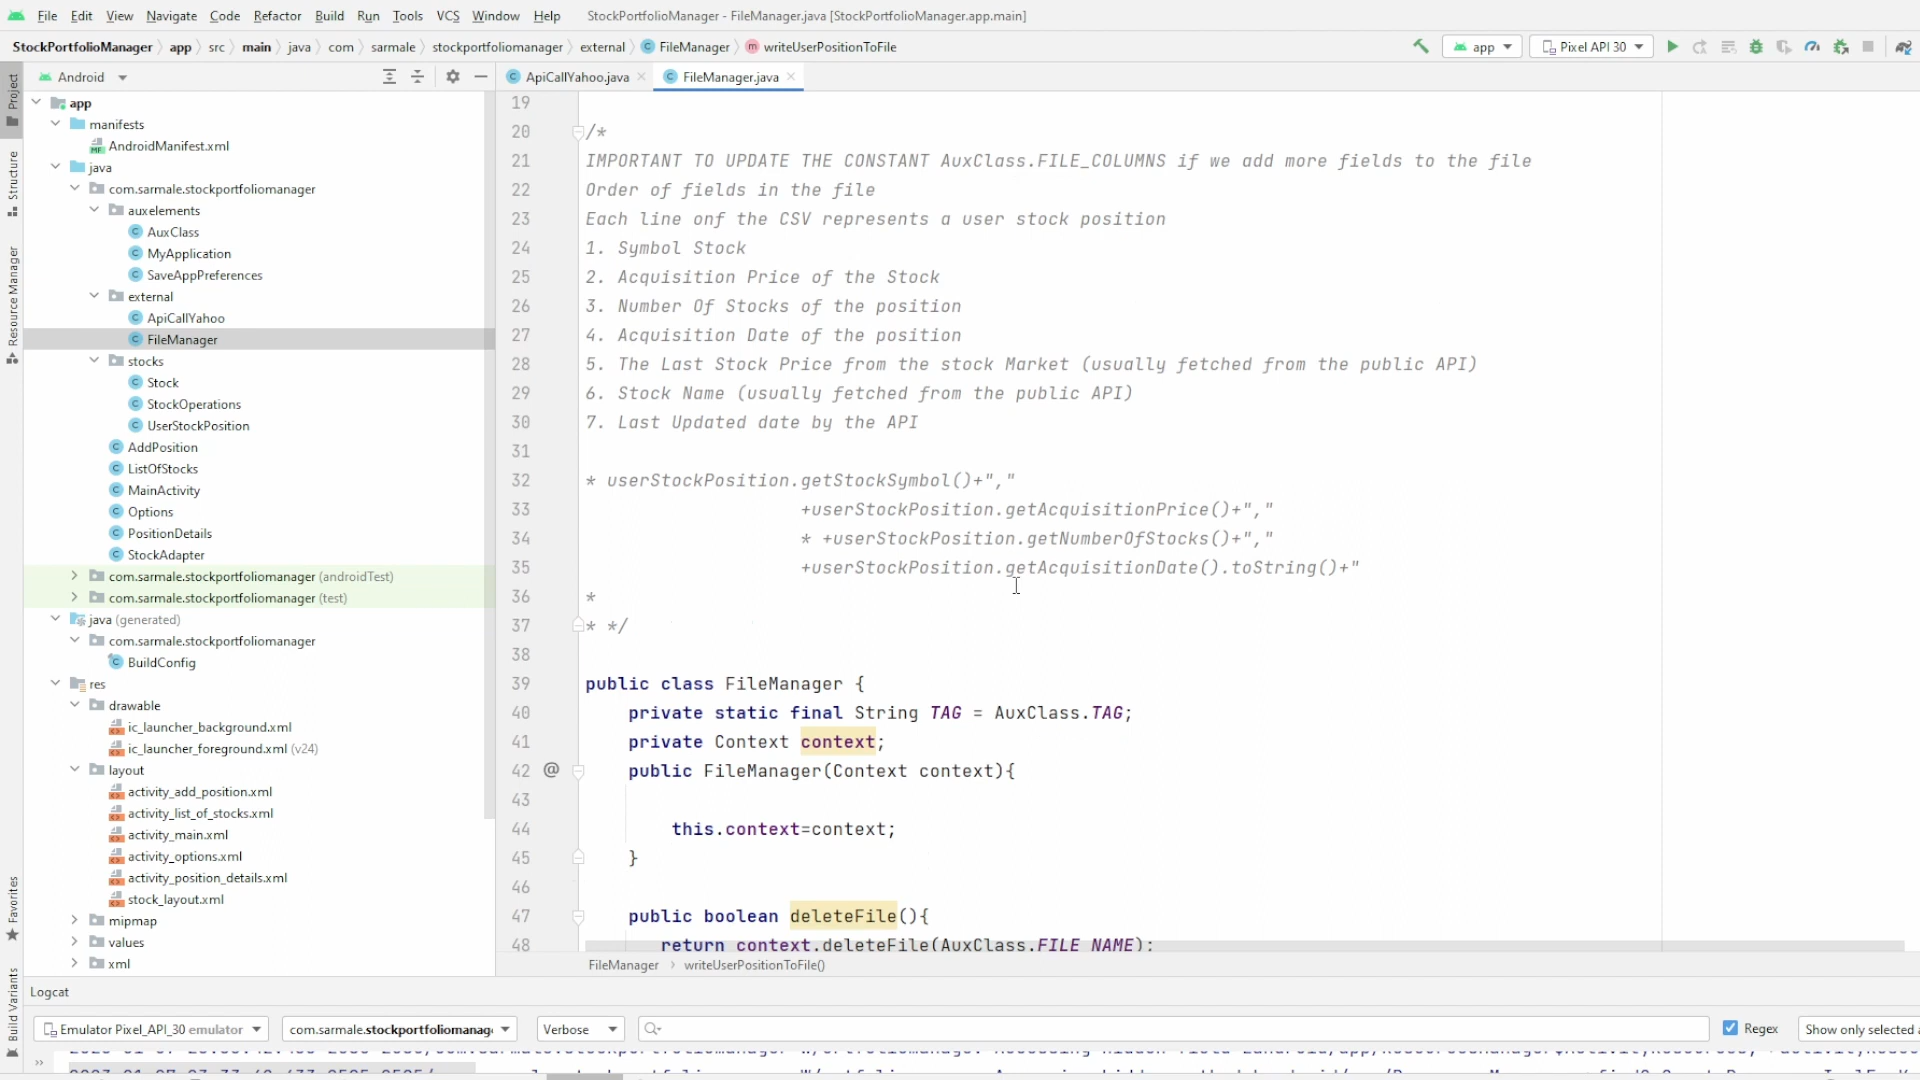 File Edit View Navigate Code Refactor Build Run Tools VCS Window Help StockPortfolioManager - FileManager.java [StockPortfolioManager.app.main]
StockPortfolioManager app src main java com sarmale stockportfoliomanager external FileManager writeUserPositionToFile app Pixel API 30
Android ApiCallYahoo.java FileManager.java
Project
Structure
Resource Manager
Favorites
Build Variants
app
manifests
AndroidManifest.xml
java
com.sarmale.stockportfoliomanager
auxelements
AuxClass
MyApplication
SaveAppPreferences
external
ApiCallYahoo
FileManager
stocks
Stock
StockOperations
UserStockPosition
AddPosition
ListOfStocks
MainActivity
Options
PositionDetails
StockAdapter
com.sarmale.stockportfoliomanager (androidTest)
com.sarmale.stockportfoliomanager (test)
java (generated)
com.sarmale.stockportfoliomanager
BuildConfig
res
drawable
ic_launcher_background.xml
ic_launcher_foreground.xml (v24)
layout
activity_add_position.xml
activity_list_of_stocks.xml
activity_main.xml
activity_options.xml
activity_position_details.xml
stock_layout.xml
mipmap
values
xml
19
20 /*
21 IMPORTANT TO UPDATE THE CONSTANT AuxClass.FILE_COLUMNS if we add more fields to the file
22 Order of fields in the file
23 Each line onf the CSV represents a user stock position
24 1. Symbol Stock
25 2. Acquisition Price of the Stock
26 3. Number Of Stocks of the position
27 4. Acquisition Date of the position
28 5. The Last Stock Price from the stock Market (usually fetched from the public API)
29 6. Stock Name (usually fetched from the public API)
30 7. Last Updated date by the API
31
32 * userStockPosition.getStockSymbol()+","
33 +userStockPosition.getAcquisitionPrice()+","
34 * +userStockPosition.getNumberOfStocks()+","
35 +userStockPosition.getAcquisitionDate().toString()+"
36 *
37 * */
38
39 public class FileManager {
40 private static final String TAG = AuxClass.TAG;
41 private Context context;
42 @ public FileManager(Context context){
43
44 this.context=context;
45 }
46
47 public boolean deleteFile(){
48 return context.deleteFile(AuxClass.FILE_NAME);
FileManager writeUserPositionToFile()
Logcat
Emulator Pixel_API_30 emulator com.sarmale.stockportfoliomanag Verbose Regex Show only selected a